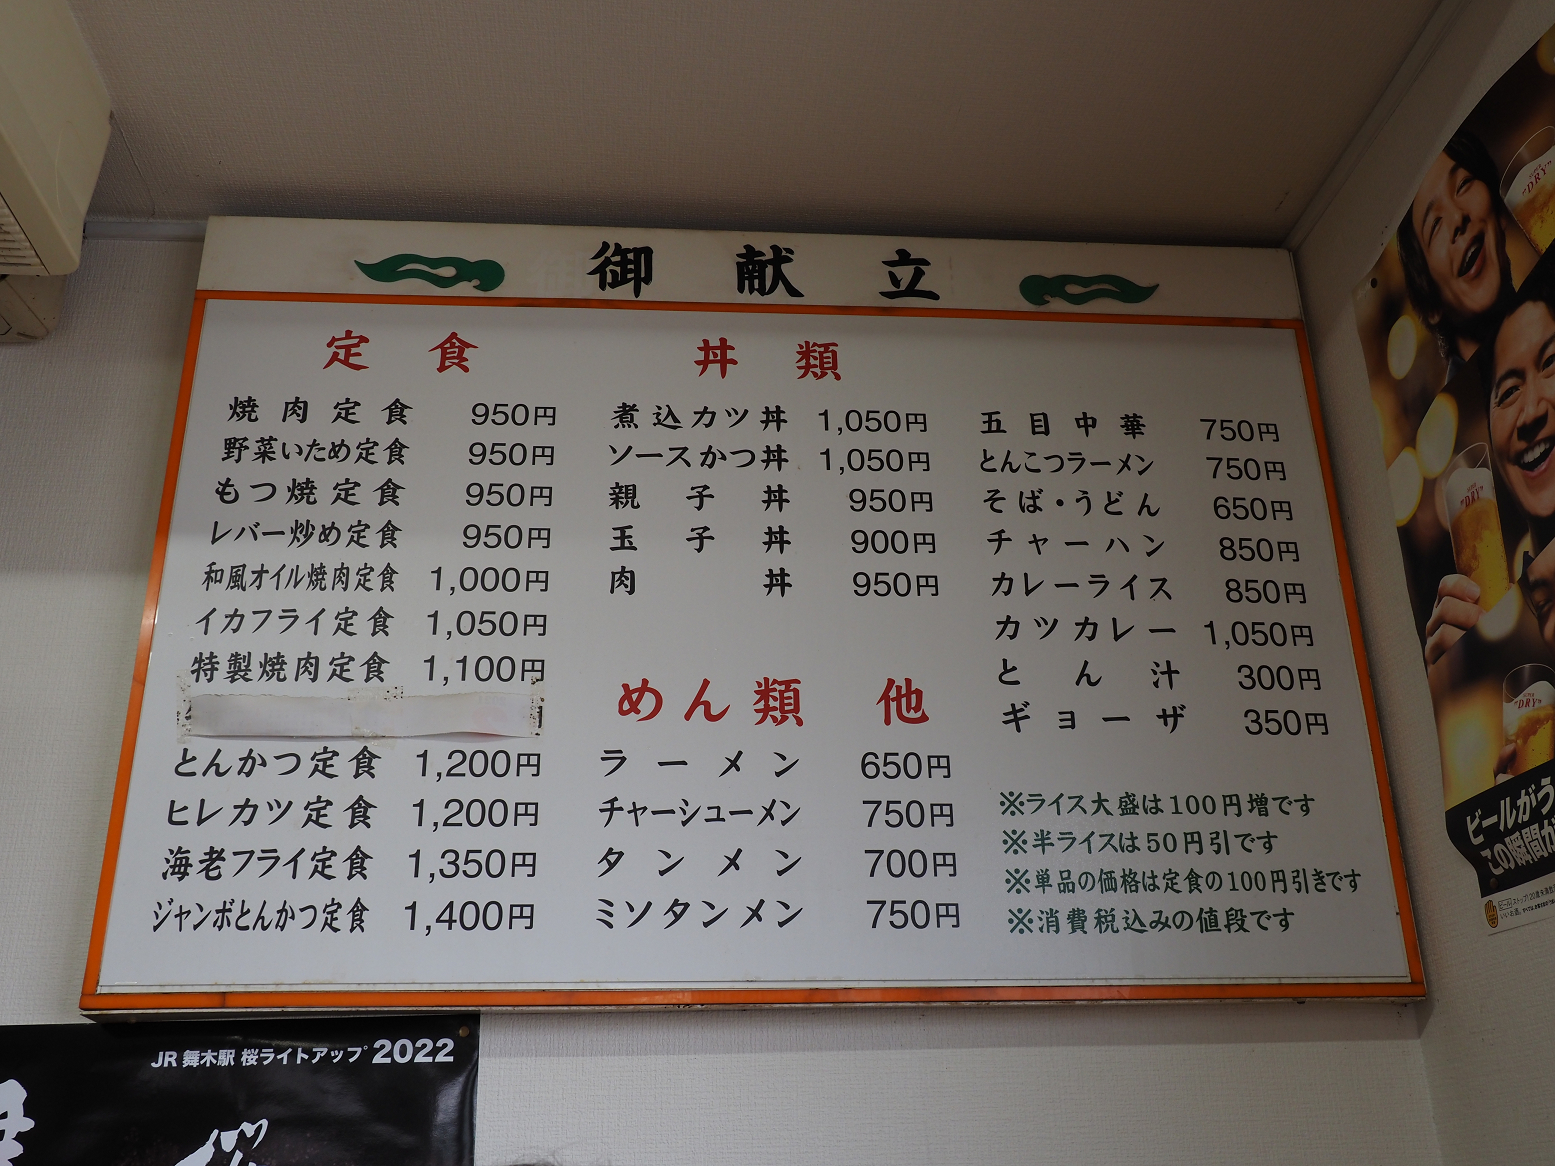 御献立
定食
焼肉定食 950円
野菜いため定食 950円
もつ焼定食 950円
レバー炒め定食 950円
和風オイル焼肉定食 1,000円
イカフライ定食 1,050円
特製焼肉定食 1,100円
とんかつ定食 1,200円
ヒレカツ定食 1,200円
海老フライ定食 1,350円
ジャンボとんかつ定食 1,400円
丼類
煮込カツ丼 1,050円
ソースかつ丼 1,050円
親子丼 950円
玉子丼 900円
肉丼 950円
めん類 他
ラーメン 650円
チャーシューメン 750円
タンメン 700円
ミソタンメン 750円
五目中華 750円
とんこつラーメン 750円
そば・うどん 650円
チャーハン 850円
カレーライス 850円
カツカレー 1,050円
とん汁 300円
ギョーザ 350円
※ライス大盛は100円増です
※半ライスは50円引です
※単品の価格は定食の100円引きです
※消費税込みの値段です
JR 舞木駅 桜ライトアップ 2022
"DRY"
"DRY"
"DRY"
ビールがう
この瞬間が